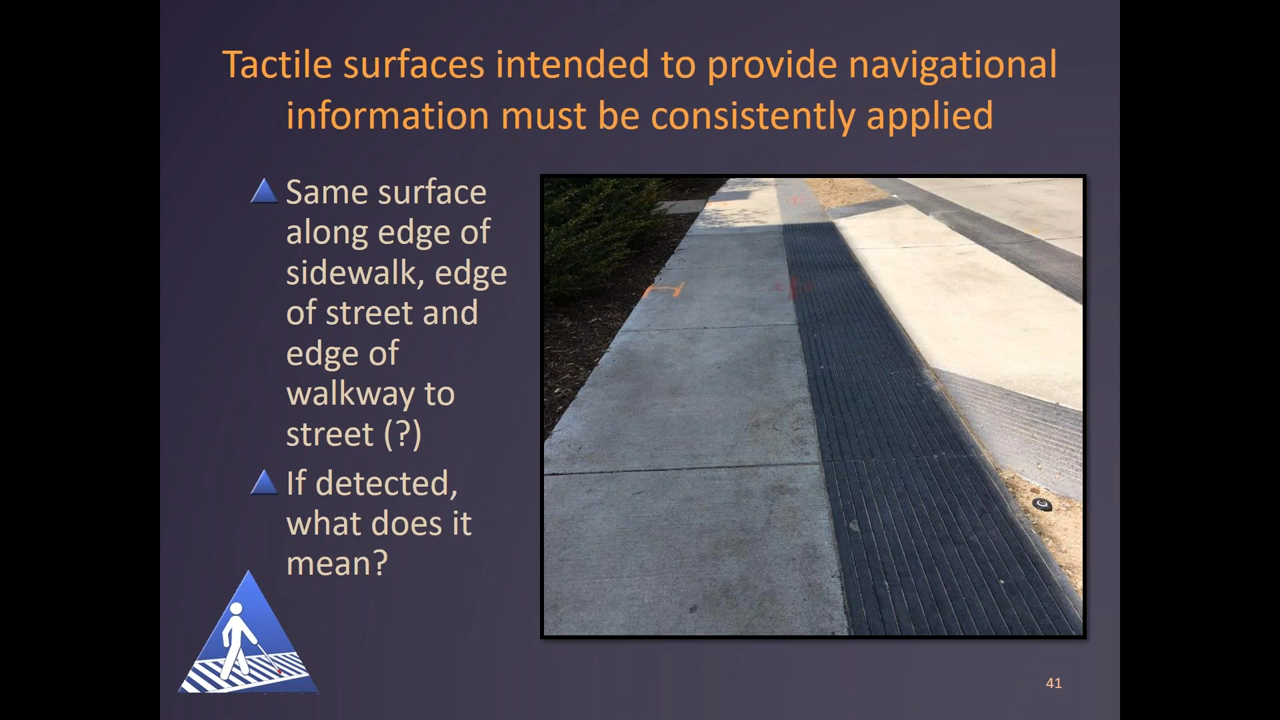 Tactile surfaces intended to provide navigational
information must be consistently applied
Same surface
along edge of
sidewalk, edge
of street and
edge of
walkway to
street (?)
If detected,
what does it
mean?
41